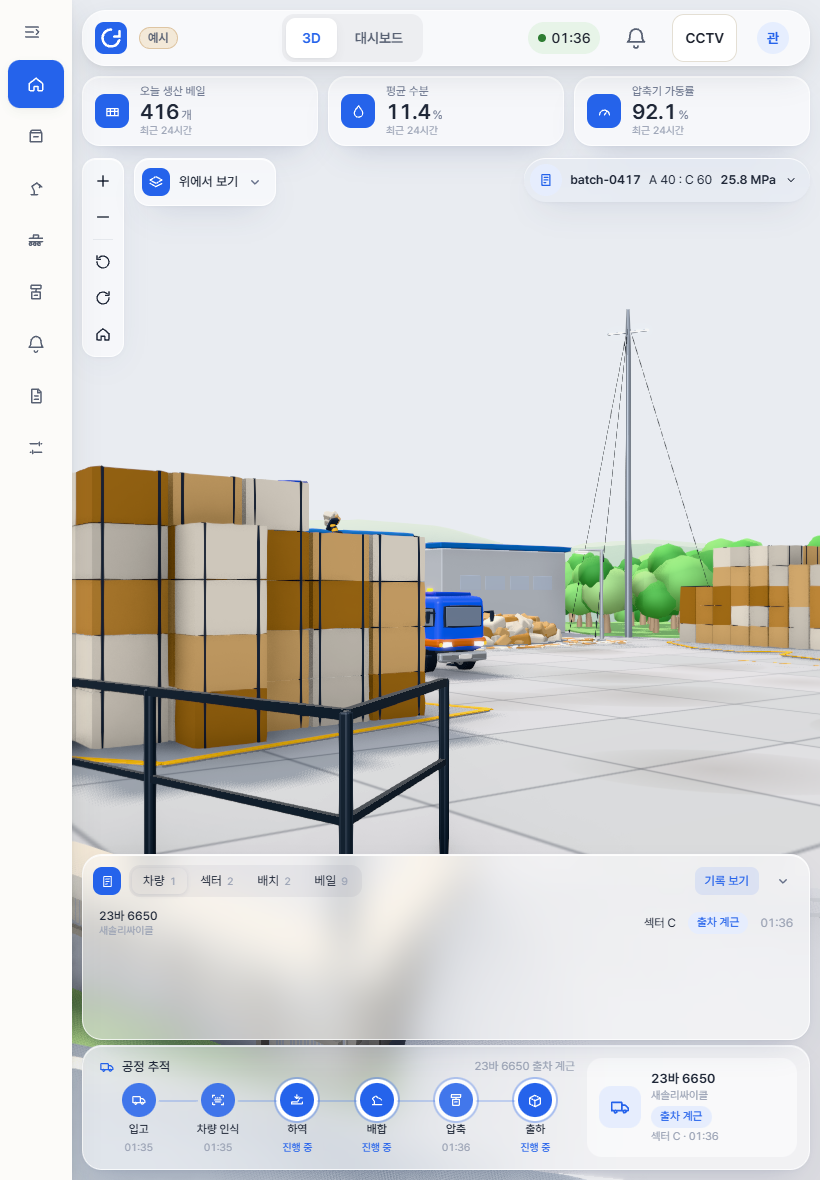 예시
3D
대시보드
01:36
CCTV
관
오늘 생산 베일
416개
최근 24시간
평균 수분
11.4%
최근 24시간
압축기 가동률
92.1%
최근 24시간
위에서 보기
batch-0417 A 40 : C 60 25.8 MPa
차량 1
섹터 2
배치 2
베일 9
기록 보기
23바 6650
새솔리싸이클
섹터 C
출차 계근
01:36
공정 추적
23바 6650 출차 계근
입고
01:35
차량 인식
01:35
하역
진행 중
배합
진행 중
압축
01:36
출하
진행 중
23바 6650
새솔리싸이클
출차 계근
섹터 C · 01:36